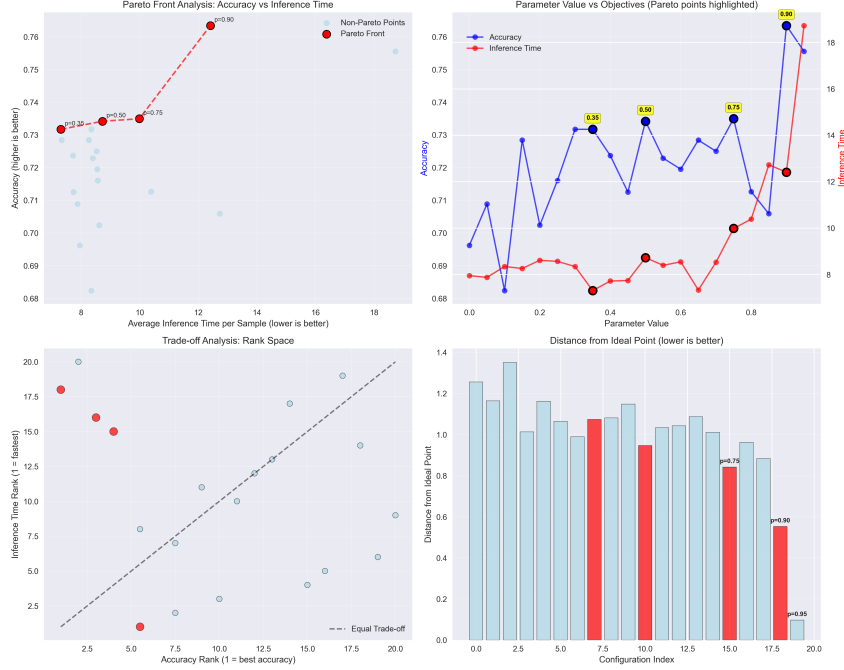 Pareto Front Analysis: Accuracy vs Inference Time
Accuracy (higher is better)
0.76
0.75
0.74
0.73
0.72
0.71
0.70
0.69
0.68
p=0.35
p=0.50
p=0.75
p=0.90
Non-Pareto Points
Pareto Front
8
10
12
14
16
18
Average Inference Time per Sample (lower is better)
Parameter Value vs Objectives (Pareto points highlighted)
Accuracy
0.76
0.75
0.74
0.73
0.72
0.71
0.70
0.69
0.68
Accuracy
Inference Time
0.35
0.50
0.75
0.90
18
16
14
12
10
8
Inference Time
0.0
0.2
0.4
0.6
0.8
Parameter Value
Trade-off Analysis: Rank Space
Inference Time Rank (1 = fastest)
20.0
17.5
15.0
12.5
10.0
7.5
5.0
2.5
Equal Trade-off
2.5
5.0
7.5
10.0
12.5
15.0
17.5
20.0
Accuracy Rank (1 = best accuracy)
Distance from Ideal Point (lower is better)
Distance from Ideal Point
1.4
1.2
1.0
0.8
0.6
0.4
0.2
0.0
p=0.75
p=0.90
p=0.95
0.0
2.5
5.0
7.5
10.0
12.5
15.0
17.5
20.0
Configuration Index